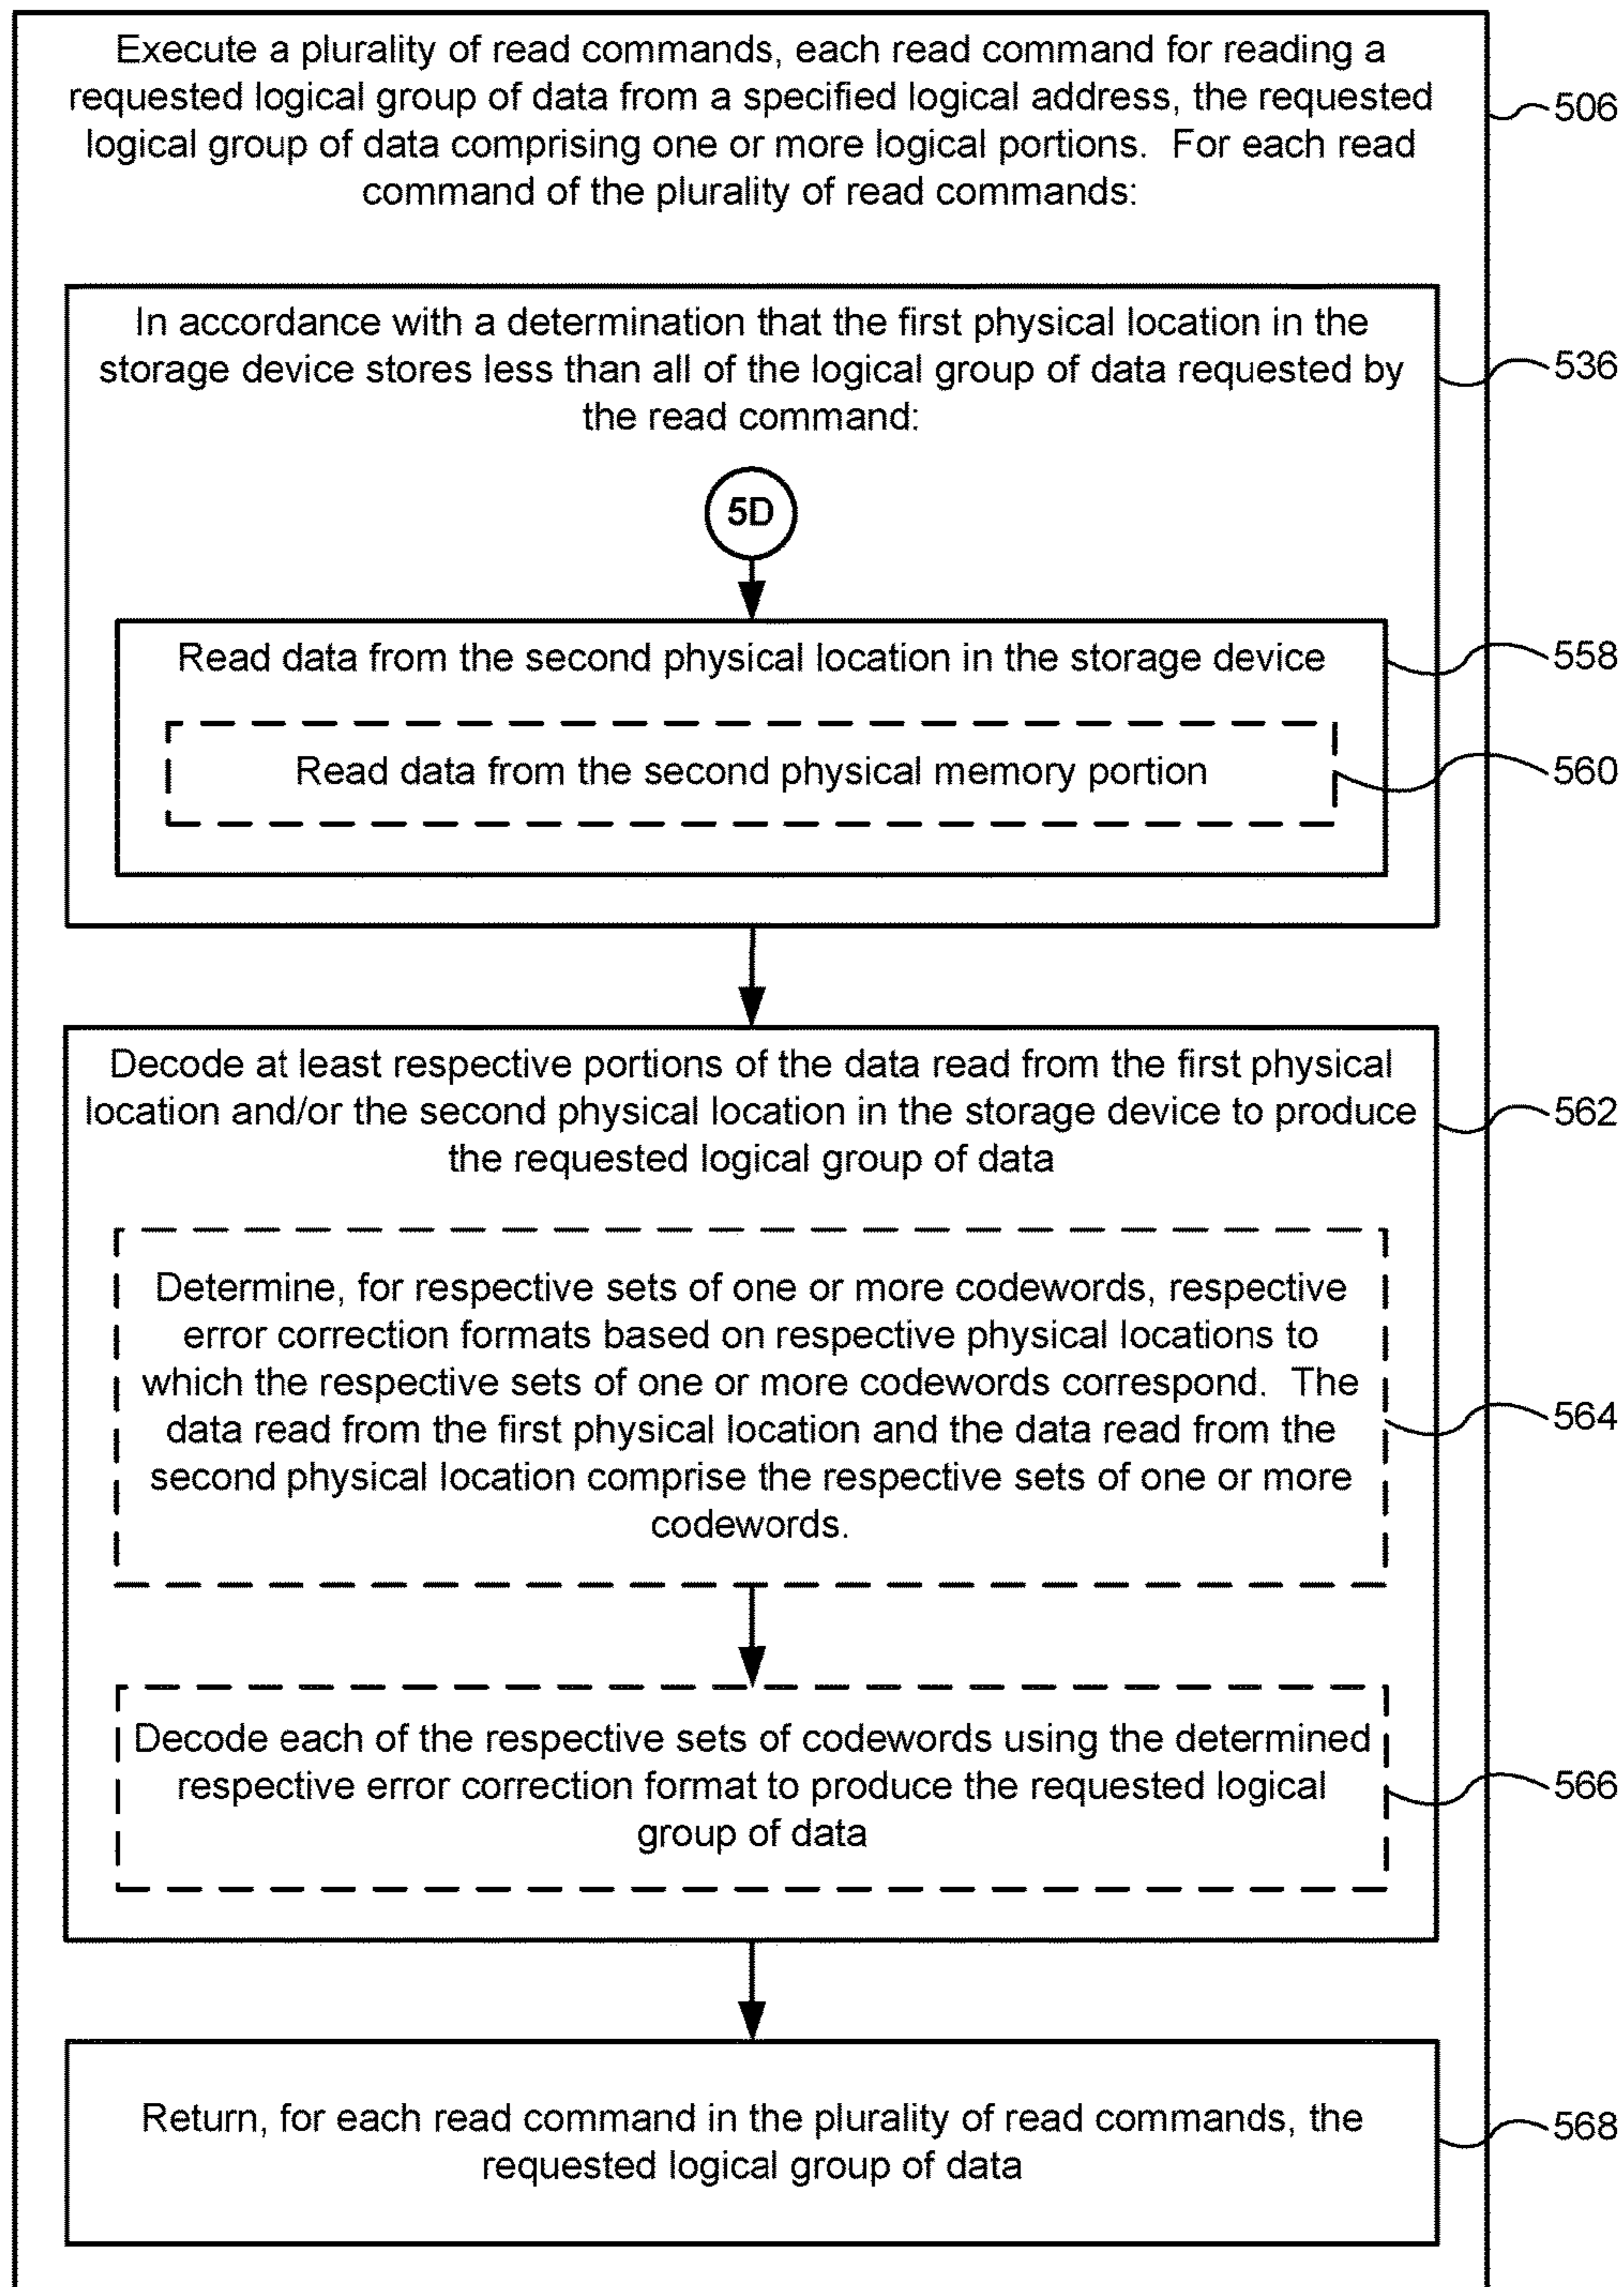 Execute a plurality of read commands, each read command for reading a
requested logical group of data from a specified logical address, the requested
logical group of data comprising one or more logical portions.  For each read
command of the plurality of read commands:
506
In accordance with a determination that the first physical location in the
storage device stores less than all of the logical group of data requested by
the read command:
536
5D
Read data from the second physical location in the storage device
558
Read data from the second physical memory portion
560
Decode at least respective portions of the data read from the first physical
location and/or the second physical location in the storage device to produce
the requested logical group of data
562
Determine, for respective sets of one or more codewords, respective
error correction formats based on respective physical locations to
which the respective sets of one or more codewords correspond.  The
data read from the first physical location and the data read from the
second physical location comprise the respective sets of one or more
codewords.
564
Decode each of the respective sets of codewords using the determined
respective error correction format to produce the requested logical
group of data
566
Return, for each read command in the plurality of read commands, the
requested logical group of data
568